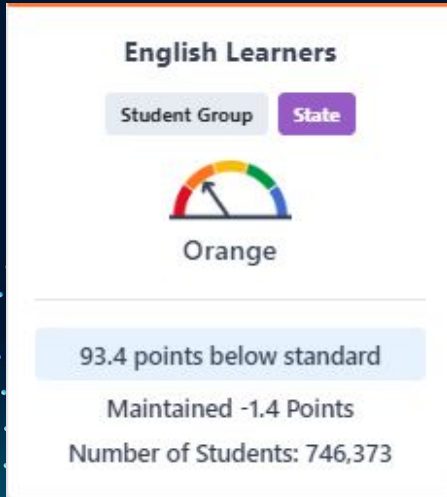 English Learners
Student Group State
Orange
93.4 points below standard
Maintained -1.4 Points
Number of Students: 746,373